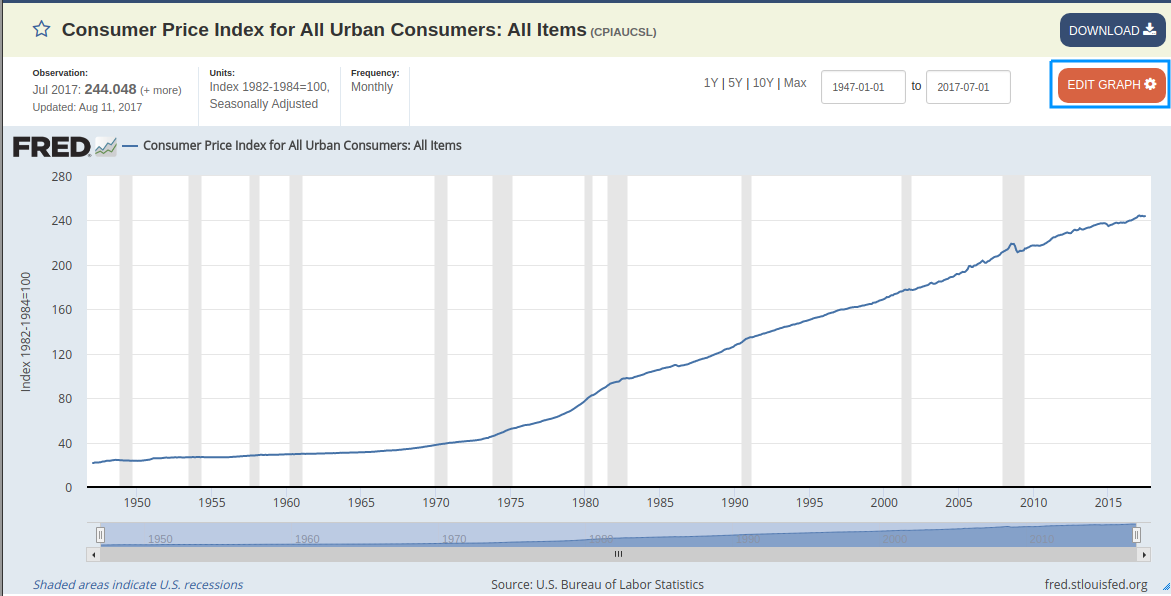 Consumer Price Index for All Urban Consumers: All Items (CPIAUCSL)
DOWNLOAD
Observation:
Jul 2017: 244.048 (+ more)
Updated: Aug 11, 2017
Units:
Index 1982-1984=100,
Seasonally Adjusted
Frequency:
Monthly
1Y | 5Y | 10Y | Max
1947-01-01 to 2017-07-01
EDIT GRAPH
FRED
Consumer Price Index for All Urban Consumers: All Items
Index 1982-1984=100
280
240
200
160
120
80
40
0
1950 1955 1960 1965 1970 1975 1980 1985 1990 1995 2000 2005 2010 2015
1950 1960 1970 1980 1990 2000 2010
Shaded areas indicate U.S. recessions
Source: U.S. Bureau of Labor Statistics
fred.stlouisfed.org